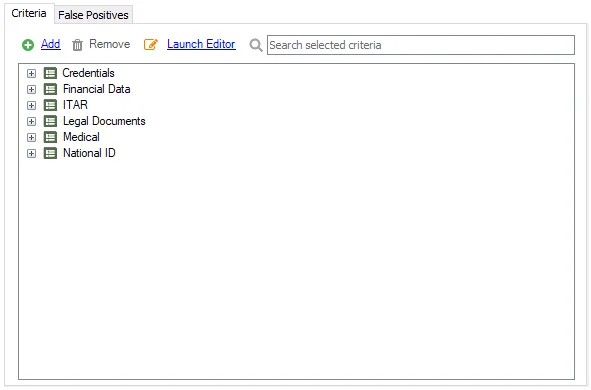 Criteria False Positives
Add Remove Launch Editor Search selected criteria
Credentials
Financial Data
ITAR
Legal Documents
Medical
National ID